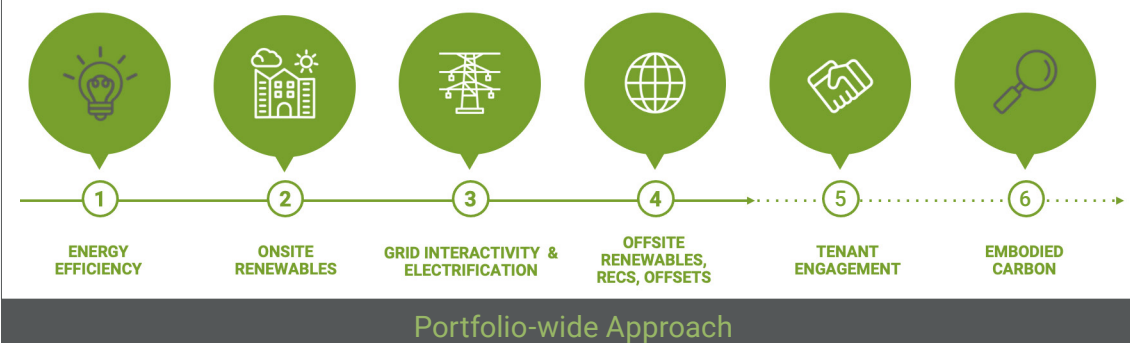 1
2
3
4
5
6
ENERGY
EFFICIENCY
ONSITE
RENEWABLES
GRID INTERACTIVITY &
ELECTRIFICATION
OFFSITE
RENEWABLES,
RECS, OFFSETS
TENANT
ENGAGEMENT
EMBODIED
CARBON
Portfolio-wide Approach